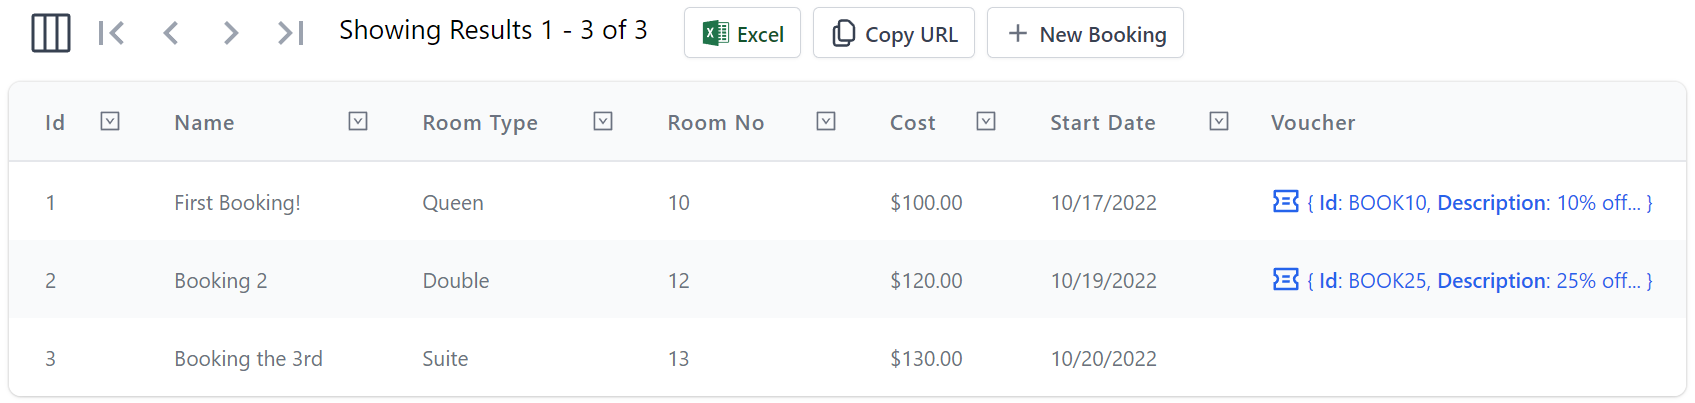 Showing Results 1 - 3 of 3 Excel Copy URL + New Booking
Id Name Room Type Room No Cost Start Date Voucher
1 First Booking! Queen 10 $100.00 10/17/2022 { Id: BOOK10, Description: 10% off... }
2 Booking 2 Double 12 $120.00 10/19/2022 { Id: BOOK25, Description: 25% off... }
3 Booking the 3rd Suite 13 $130.00 10/20/2022